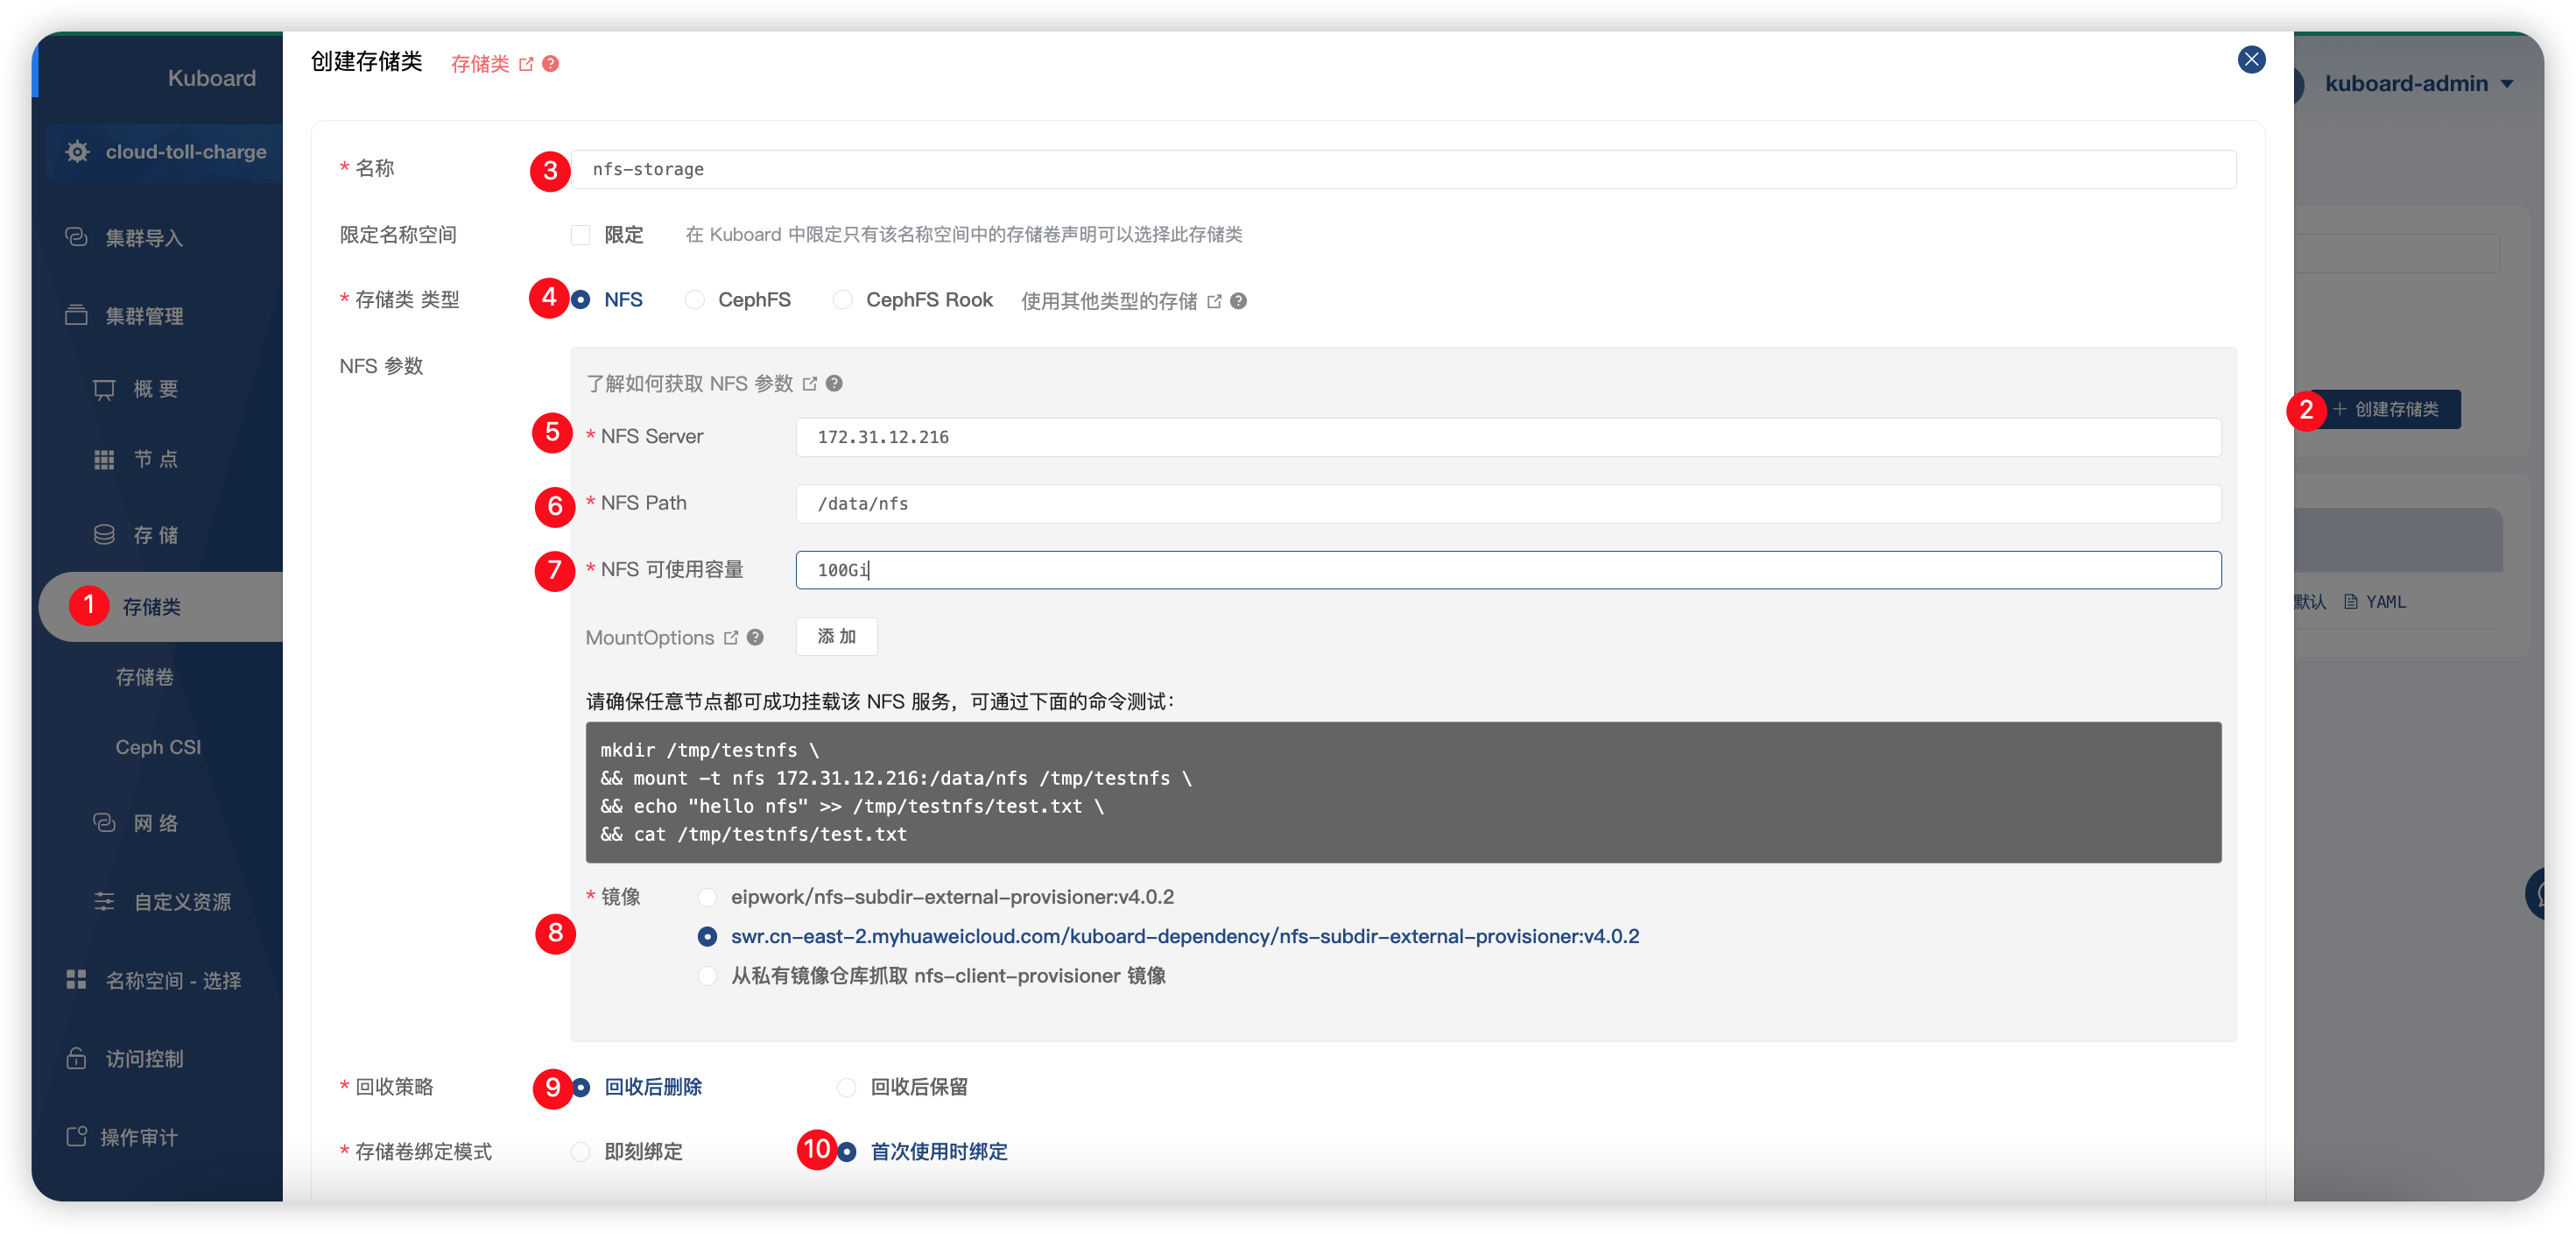 Kuboard
cloud-toll-charge
集群导入
集群管理
概 要
节 点
存 储
1 存储类
存储卷
Ceph CSI
网 络
自定义资源
名称空间 - 选择
访问控制
操作审计
创建存储类 存储类
* 名称 3 nfs-storage
限定名称空间 限定 在 Kuboard 中限定只有该名称空间中的存储卷声明可以选择此存储类
* 存储类 类型 4 NFS CephFS CephFS Rook 使用其他类型的存储
NFS 参数
了解如何获取 NFS 参数
5 * NFS Server 172.31.12.216
6 * NFS Path /data/nfs
7 * NFS 可使用容量 100Gi
MountOptions 添 加
请确保任意节点都可成功挂载该 NFS 服务，可通过下面的命令测试：
mkdir /tmp/testnfs \
&& mount -t nfs 172.31.12.216:/data/nfs /tmp/testnfs \
&& echo "hello nfs" >> /tmp/testnfs/test.txt \
&& cat /tmp/testnfs/test.txt
* 镜像 eipwork/nfs-subdir-external-provisioner:v4.0.2
8 swr.cn-east-2.myhuaweicloud.com/kuboard-dependency/nfs-subdir-external-provisioner:v4.0.2
从私有镜像仓库抓取 nfs-client-provisioner 镜像
* 回收策略 9 回收后删除 回收后保留
* 存储卷绑定模式 即刻绑定 10 首次使用时绑定
kuboard-admin
2 + 创建存储类
默认 YAML